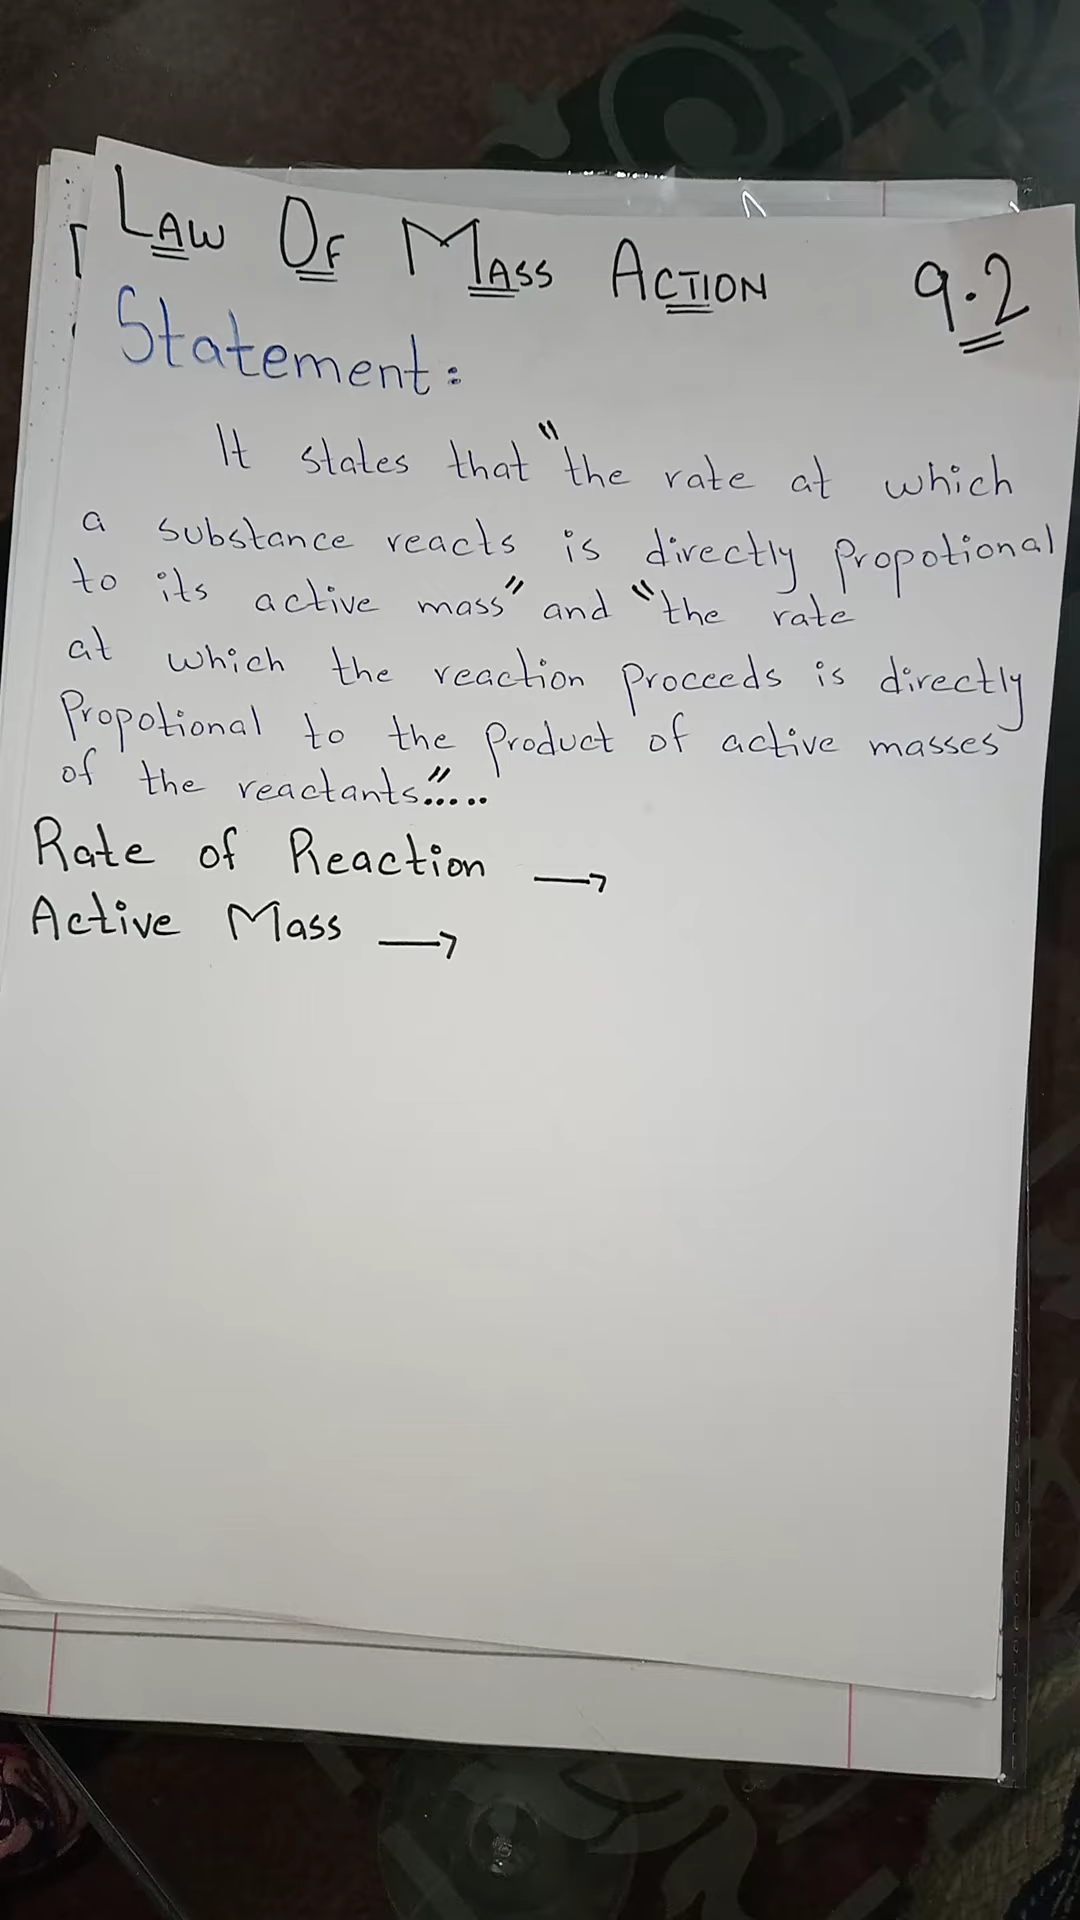 LAW OF MASS ACTION 9.2
Statement:
It states that "the rate at which
a substance reacts is directly Propotional
to its active mass" and "the rate
at which the reaction Proceeds is directly
Propotional to the Product of active masses
of the reactants".....
Rate of Reaction →
Active Mass →